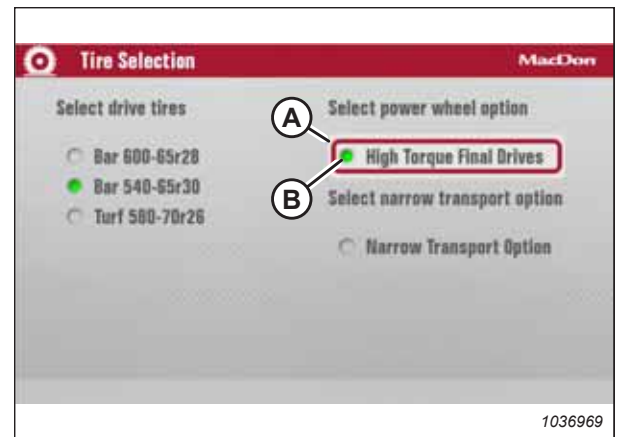 Tire Selection
MacDon
Select drive tires
Bar 600-65r28
Bar 540-65r30
Turf 580-70r26
Select power wheel option
High Torque Final Drives
Select narrow transport option
Narrow Transport Option
A
B
1036969